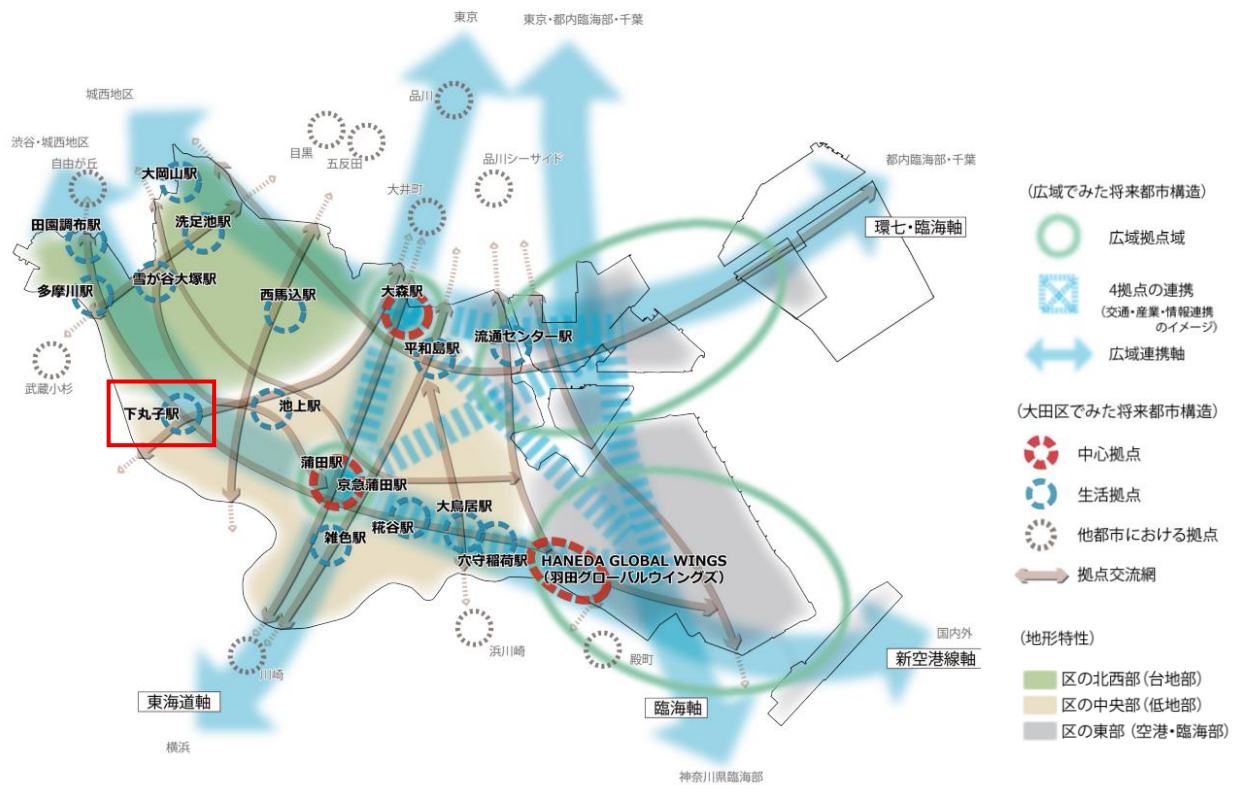 東京
東京・都内臨海部・千葉
城西地区
品川
渋谷・城西地区
自由が丘
目黒
五反田
品川シーサイド
都内臨海部・千葉
大岡山駅
大井町
田園調布駅
洗足池駅
環七・臨海軸
雪が谷大塚駅
多摩川駅
西馬込駅
大森駅
流通センター駅
平和島駅
武蔵小杉
下丸子駅
池上駅
蒲田駅
京急蒲田駅
大鳥居駅
糀谷駅
雑色駅
穴守稲荷駅
HANEDA GLOBAL WINGS
(羽田グローバルウイングズ)
国内外
浜川崎
殿町
新空港線軸
川崎
東海道軸
臨海軸
横浜
神奈川県臨海部
(広域でみた将来都市構造)
広域拠点域
4拠点の連携
(交通・産業・情報連携
のイメージ)
広域連携軸
(大田区でみた将来都市構造)
中心拠点
生活拠点
他都市における拠点
拠点交流網
(地形特性)
区の北西部(台地部)
区の中央部(低地部)
区の東部(空港・臨海部)